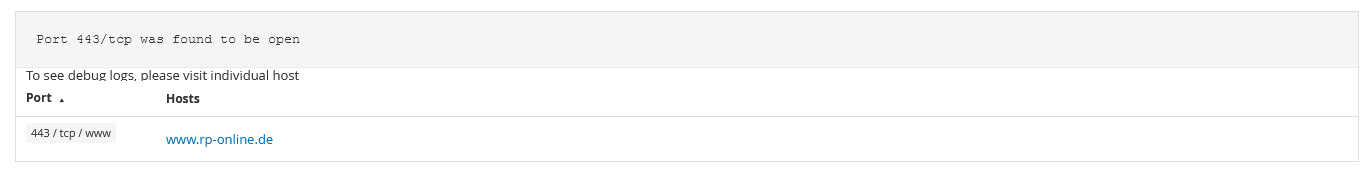 Port 443/tcp was found to be open
To see debug logs, please visit individual host
Port ▲ Hosts
443 / tcp / www www.rp-online.de